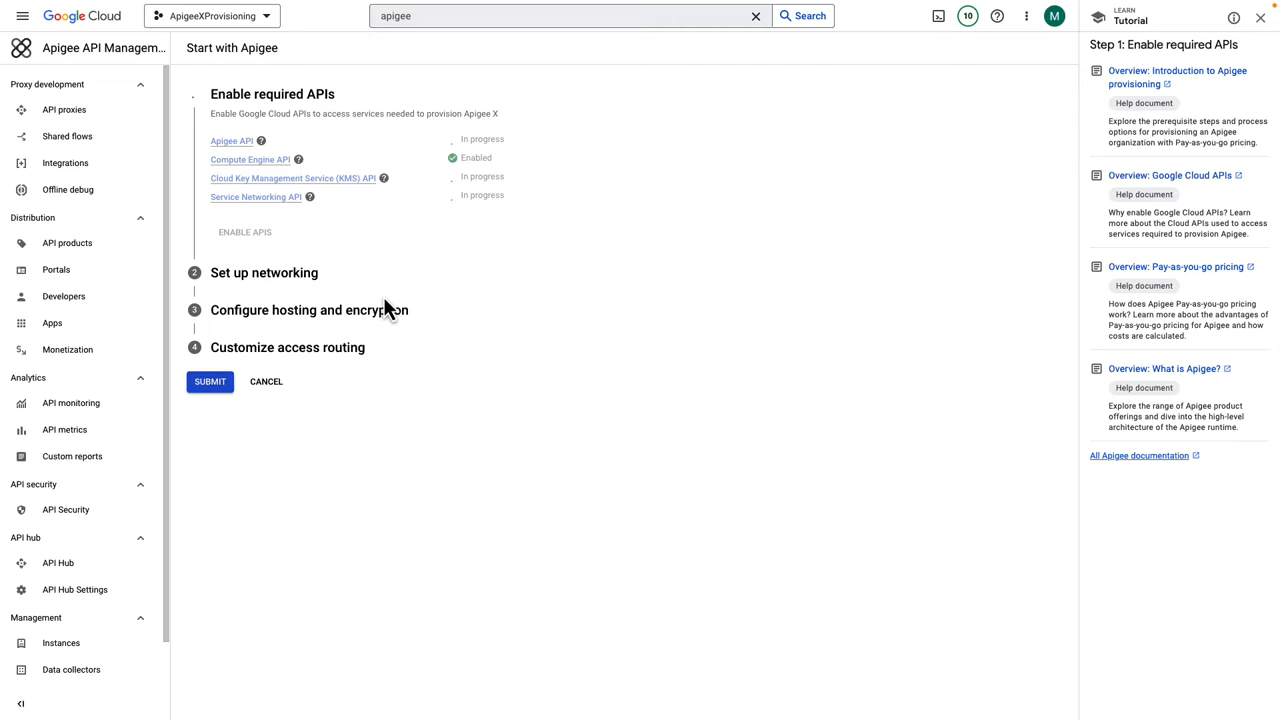 Google Cloud
ApigeeXProvisioning
apigee
Search
10
M
LEARN
Tutorial
Apigee API Managem...
Start with Apigee
Proxy development
API proxies
Shared flows
Integrations
Offline debug
Distribution
API products
Portals
Developers
Apps
Monetization
Analytics
API monitoring
API metrics
Custom reports
API security
API Security
API hub
API Hub
API Hub Settings
Management
Instances
Data collectors
Enable required APIs
Enable Google Cloud APIs to access services needed to provision Apigee X
Apigee API In progress
Compute Engine API Enabled
Cloud Key Management Service (KMS) API In progress
Service Networking API In progress
ENABLE APIS
2 Set up networking
3 Configure hosting and encryption
4 Customize access routing
SUBMIT CANCEL
Step 1: Enable required APIs
Overview: Introduction to Apigee
provisioning
Help document
Explore the prerequisite steps and process
options for provisioning an Apigee
organization with Pay-as-you-go pricing.
Overview: Google Cloud APIs
Help document
Why enable Google Cloud APIs? Learn
more about the Cloud APIs used to access
services required to provision Apigee.
Overview: Pay-as-you-go pricing
Help document
How does Apigee Pay-as-you-go pricing
work? Learn more about the advantages of
Pay-as-you-go pricing for Apigee and how
costs are calculated.
Overview: What is Apigee?
Help document
Explore the range of Apigee product
offerings and dive into the high-level
architecture of the Apigee runtime.
All Apigee documentation